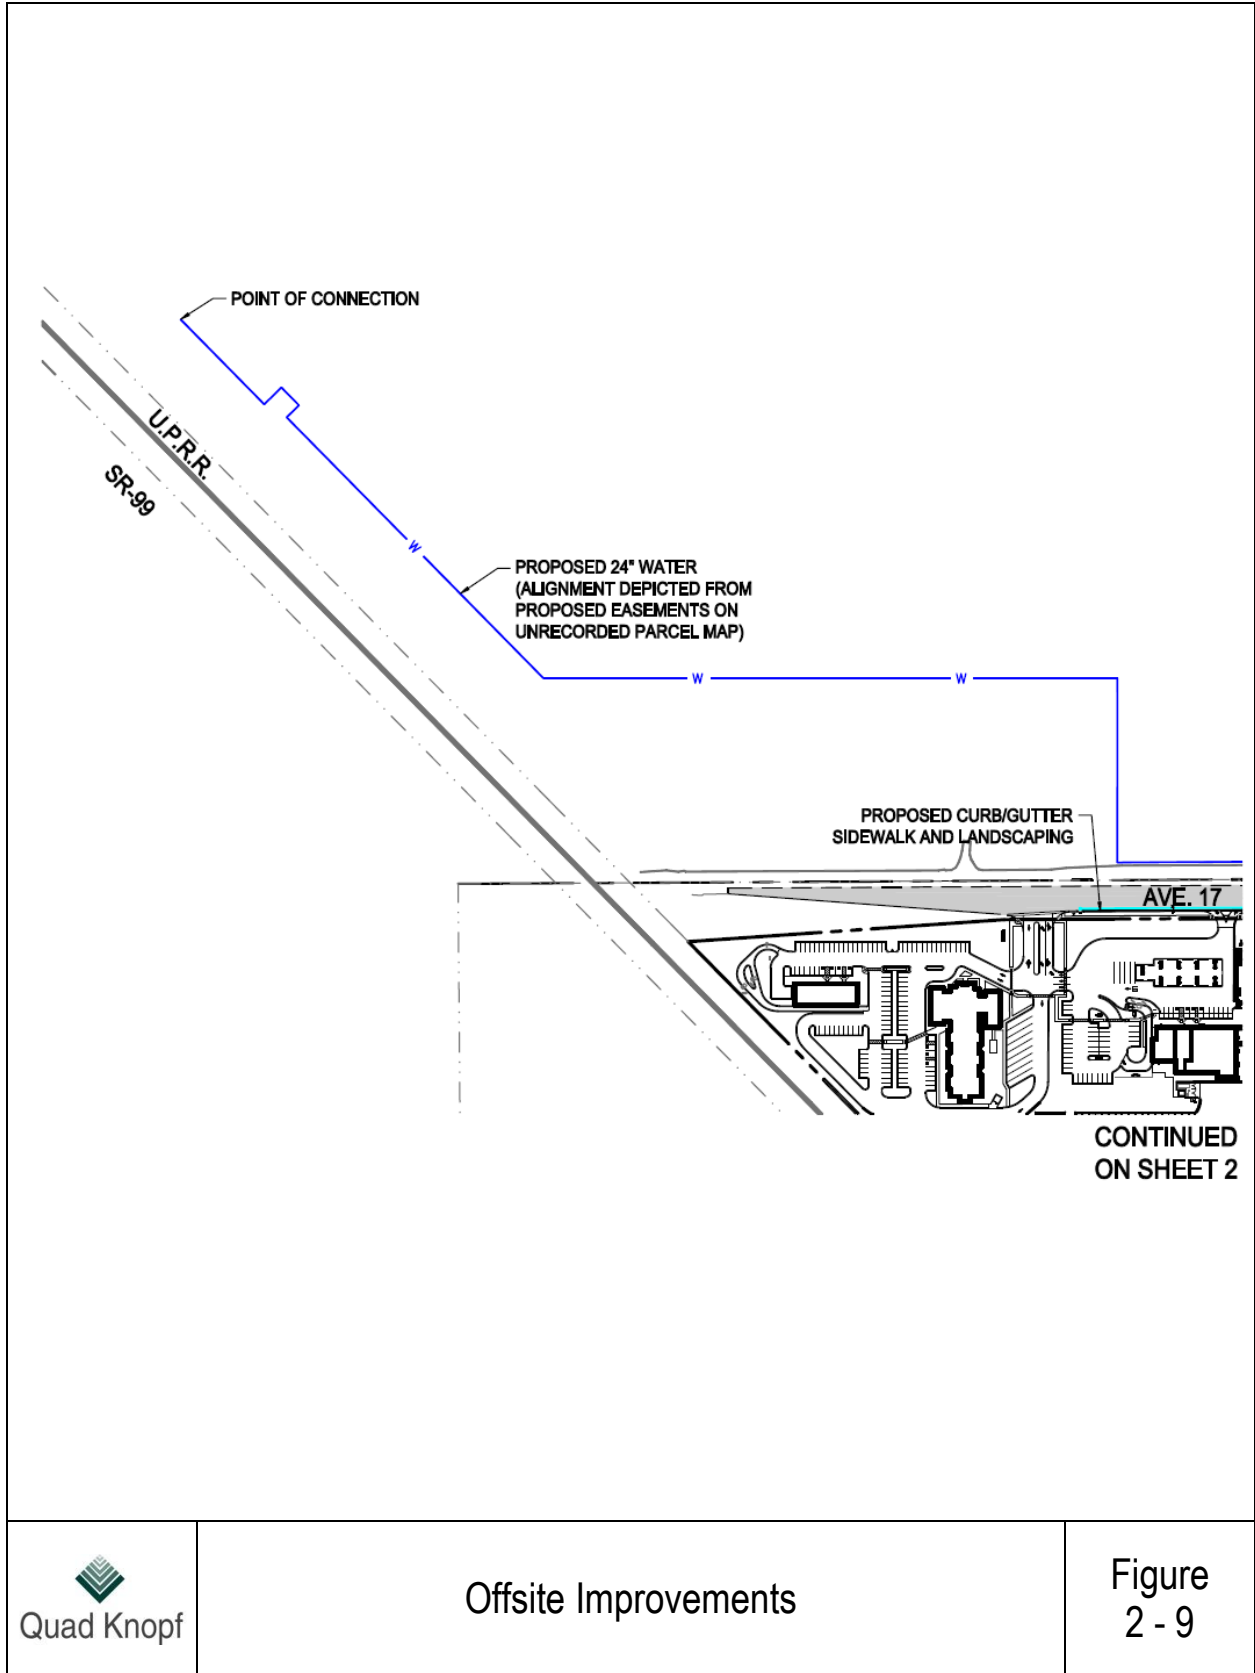 POINT OF CONNECTION
U.P.R.R.
SR-99
W
PROPOSED 24" WATER
(ALIGNMENT DEPICTED FROM
PROPOSED EASEMENTS ON
UNRECORDED PARCEL MAP)
W
W
PROPOSED CURB/GUTTER
SIDEWALK AND LANDSCAPING
AVE. 17
CONTINUED
ON SHEET 2
Quad Knopf
Offsite Improvements
Figure
2 - 9